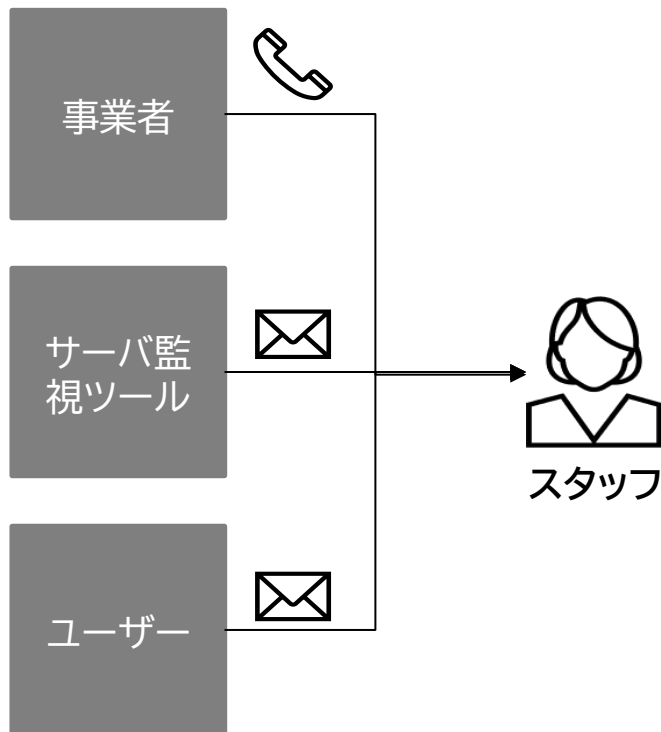 事業者
サーバ監
視ツール
スタッフ
ユーザー